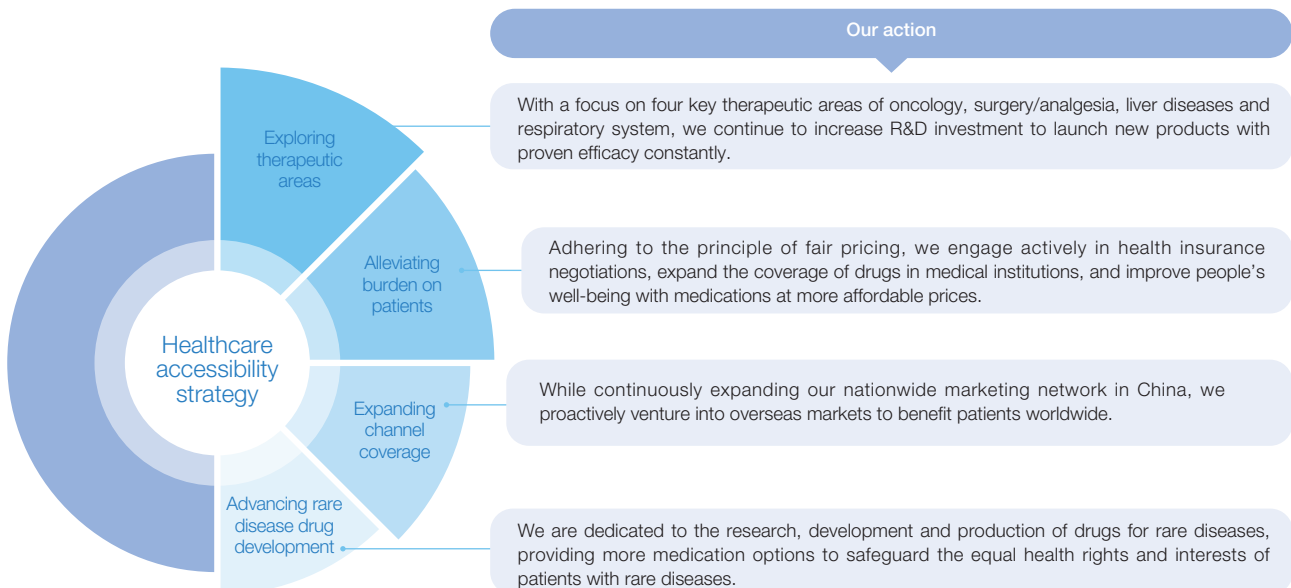 Our action
Exploring
therapeutic
areas
With a focus on four key therapeutic areas of oncology, surgery/analgesia, liver diseases and
respiratory system, we continue to increase R&D investment to launch new products with
proven efficacy constantly.
Alleviating
burden on
patients
Adhering to the principle of fair pricing, we engage actively in health insurance
negotiations, expand the coverage of drugs in medical institutions, and improve people's
well-being with medications at more affordable prices.
Healthcare
accessibility
strategy
Expanding
channel
coverage
While continuously expanding our nationwide marketing network in China, we
proactively venture into overseas markets to benefit patients worldwide.
Advancing rare
disease drug
development
We are dedicated to the research, development and production of drugs for rare diseases,
providing more medication options to safeguard the equal health rights and interests of
patients with rare diseases.